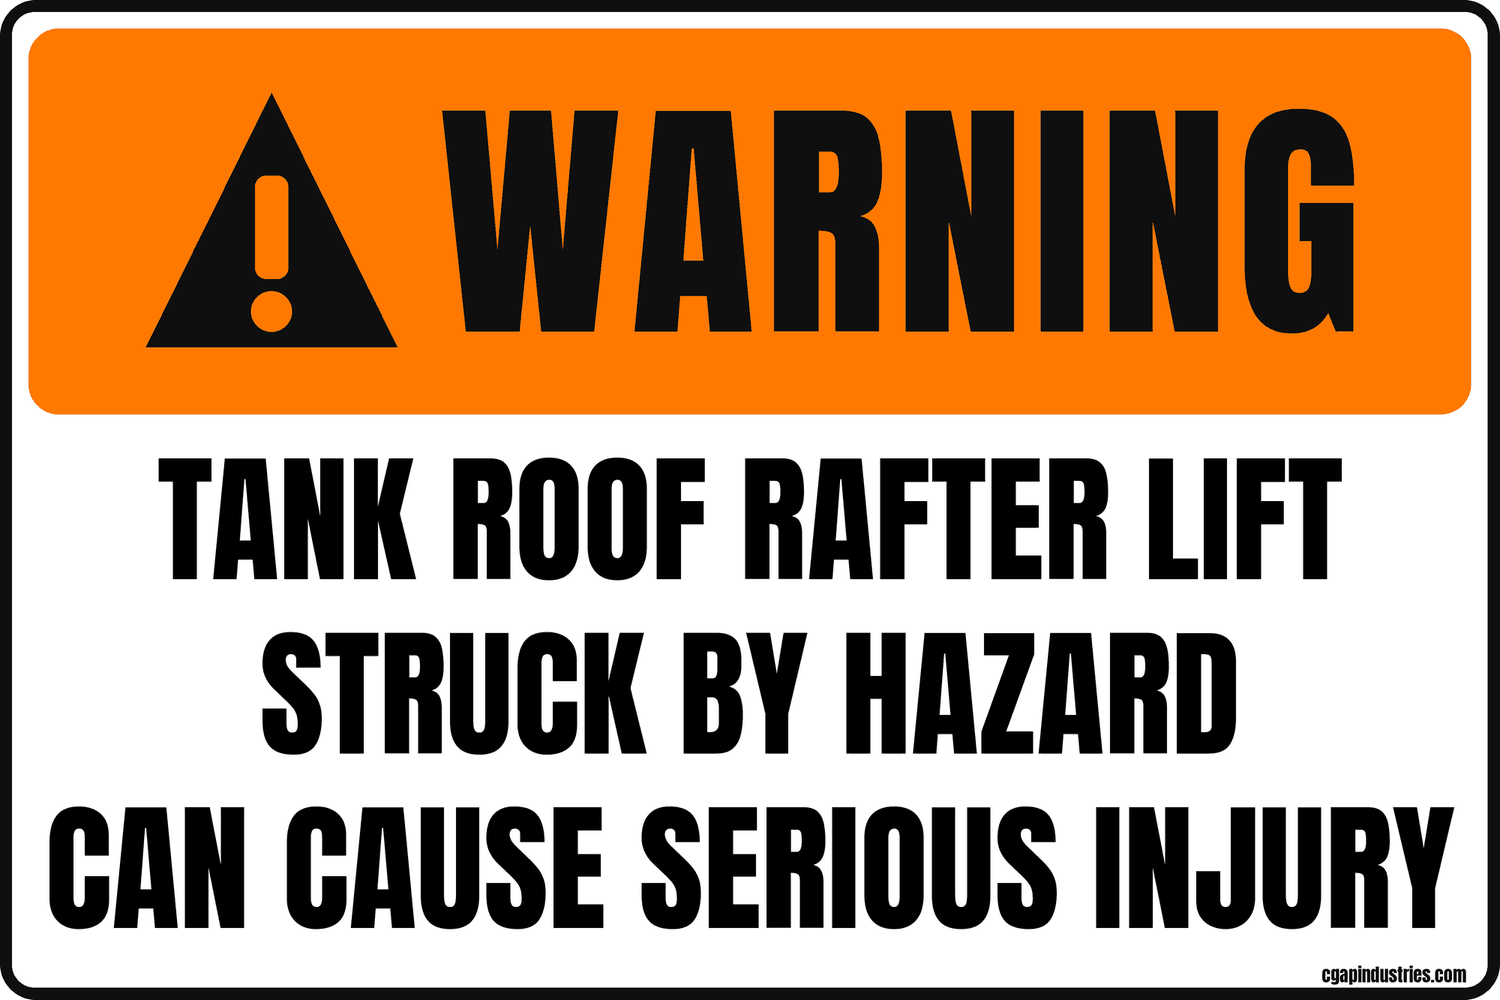 WARNING
TANK ROOF RAFTER LIFT
STRUCK BY HAZARD
CAN CAUSE SERIOUS INJURY
cgapindustries.com